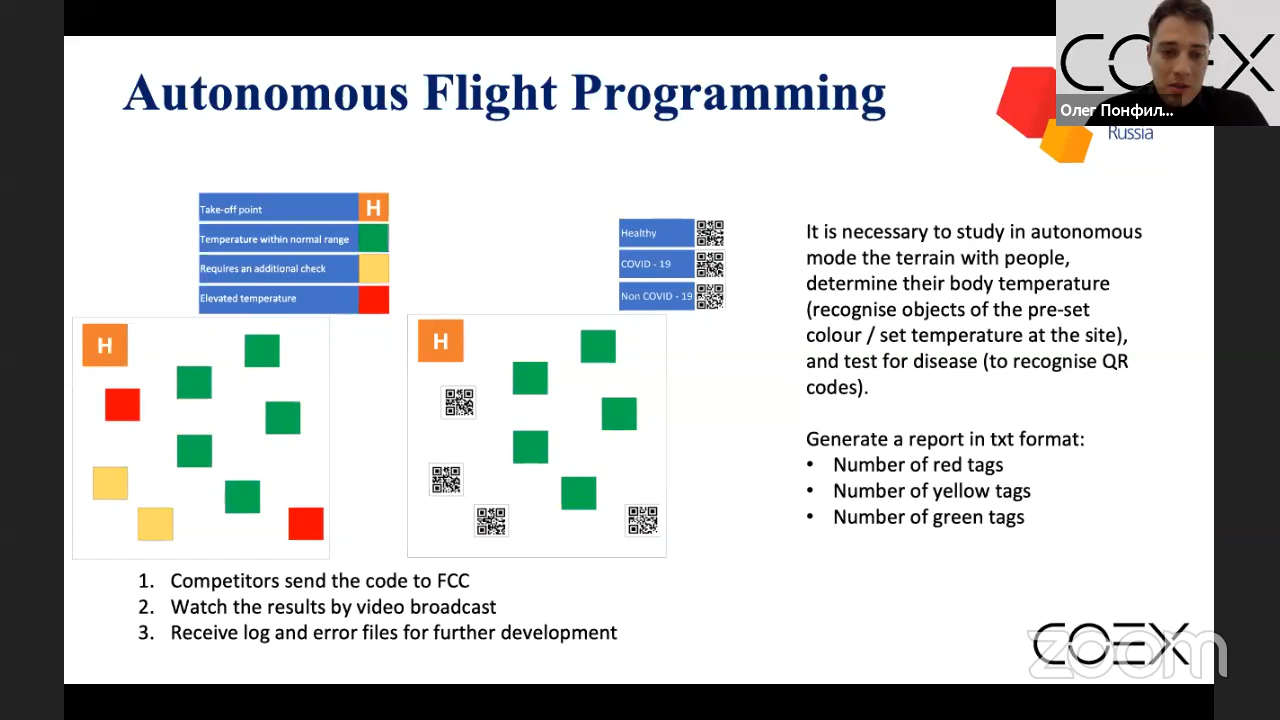 COEX
Олег Понфил...
Autonomous Flight Programming
Russia
Take-off point
H
Temperature within normal range
Requires an additional check
Elevated temperature
Healthy
COVID - 19
Non COVID - 19
H
H
It is necessary to study in autonomous
mode the terrain with people,
determine their body temperature
(recognise objects of the pre-set
colour / set temperature at the site),
and test for disease (to recognise QR
codes).
Generate a report in txt format:
• Number of red tags
• Number of yellow tags
• Number of green tags
1. Competitors send the code to FCC
2. Watch the results by video broadcast
3. Receive log and error files for further development
COEX
zoom